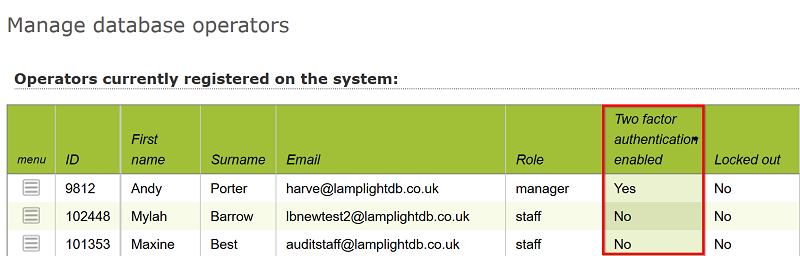 Manage database operators
Operators currently registered on the system:
menu ID First name Surname Email Role Two factor authentication enabled Locked out
9812 Andy Porter harve@lamplightdb.co.uk manager Yes No
102448 Mylah Barrow lbnewtest2@lamplightdb.co.uk staff No No
101353 Maxine Best auditstaff@lamplightdb.co.uk staff No No